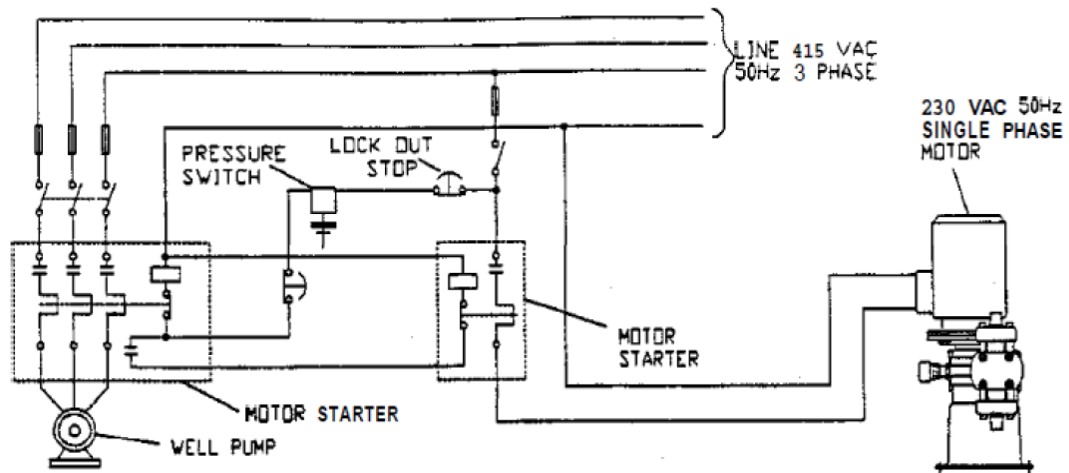 LINE 415 VAC
50Hz 3 PHASE
230 VAC 50Hz
SINGLE PHASE
MOTOR
PRESSURE
SWITCH
LOCK OUT
STOP
MOTOR
STARTER
MOTOR STARTER
WELL PUMP